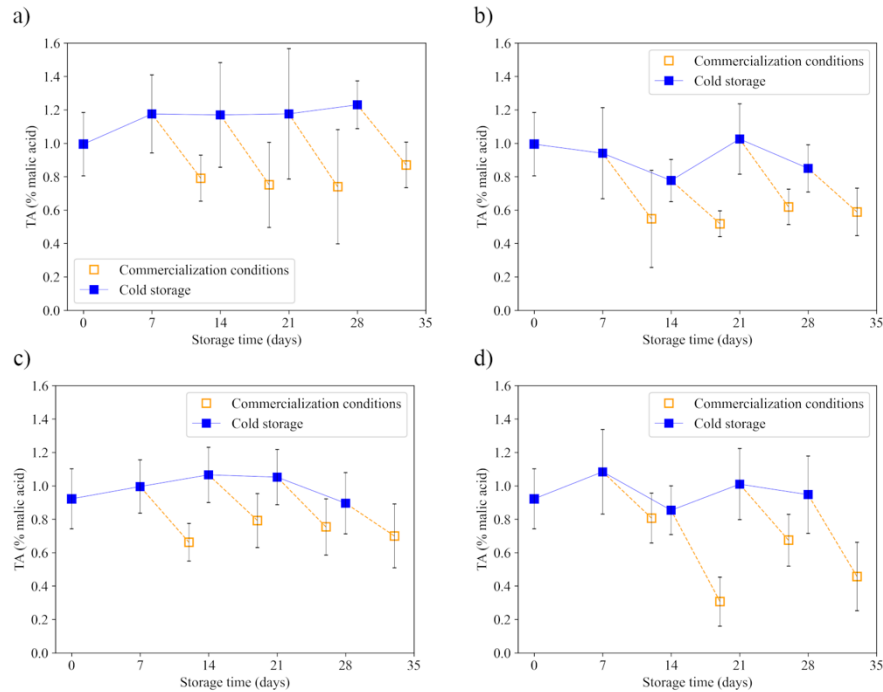 a)
1.6
1.4
1.2
1.0
0.8
0.6
0.4
0.2
0.0
TA (% malic acid)
Commercialization conditions
Cold storage
0 7 14 21 28 35
Storage time (days)
b)
1.6
1.4
1.2
1.0
0.8
0.6
0.4
0.2
0.0
TA (% malic acid)
Commercialization conditions
Cold storage
0 7 14 21 28 35
Storage time (days)
c)
1.6
1.4
1.2
1.0
0.8
0.6
0.4
0.2
0.0
TA (% malic acid)
Commercialization conditions
Cold storage
0 7 14 21 28 35
Storage time (days)
d)
1.6
1.4
1.2
1.0
0.8
0.6
0.4
0.2
0.0
TA (% malic acid)
Commercialization conditions
Cold storage
0 7 14 21 28 35
Storage time (days)